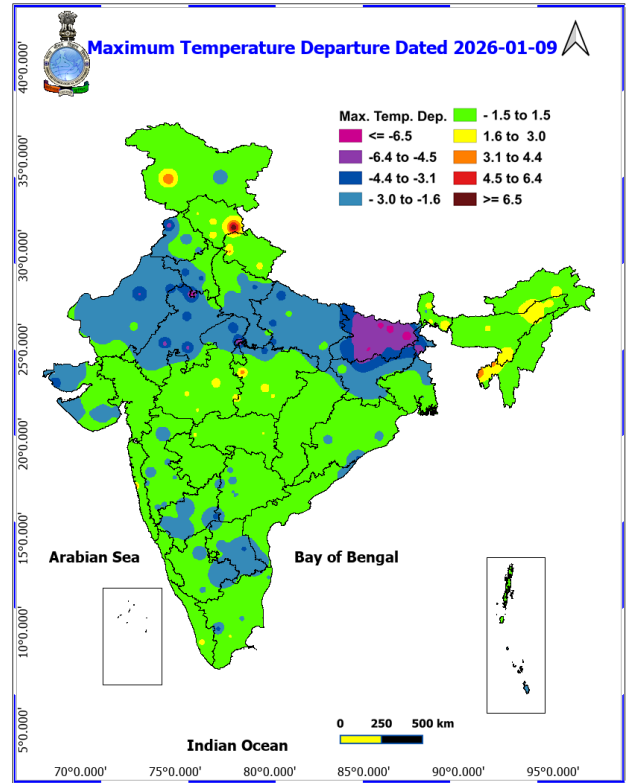 Maximum Temperature Departure Dated 2026-01-09
Max. Temp. Dep.
<= -6.5
-6.4 to -4.5
-4.4 to -3.1
- 3.0 to -1.6
- 1.5 to 1.5
1.6 to 3.0
3.1 to 4.4
4.5 to 6.4
>= 6.5
40°0.000'
35°0.000'
30°0.000'
25°0.000'
20°0.000'
15°0.000'
10°0.000'
5°0.000'
Arabian Sea
Bay of Bengal
0 250 500 km
Indian Ocean
70°0.000' 75°0.000' 80°0.000' 85°0.000' 90°0.000' 95°0.000'